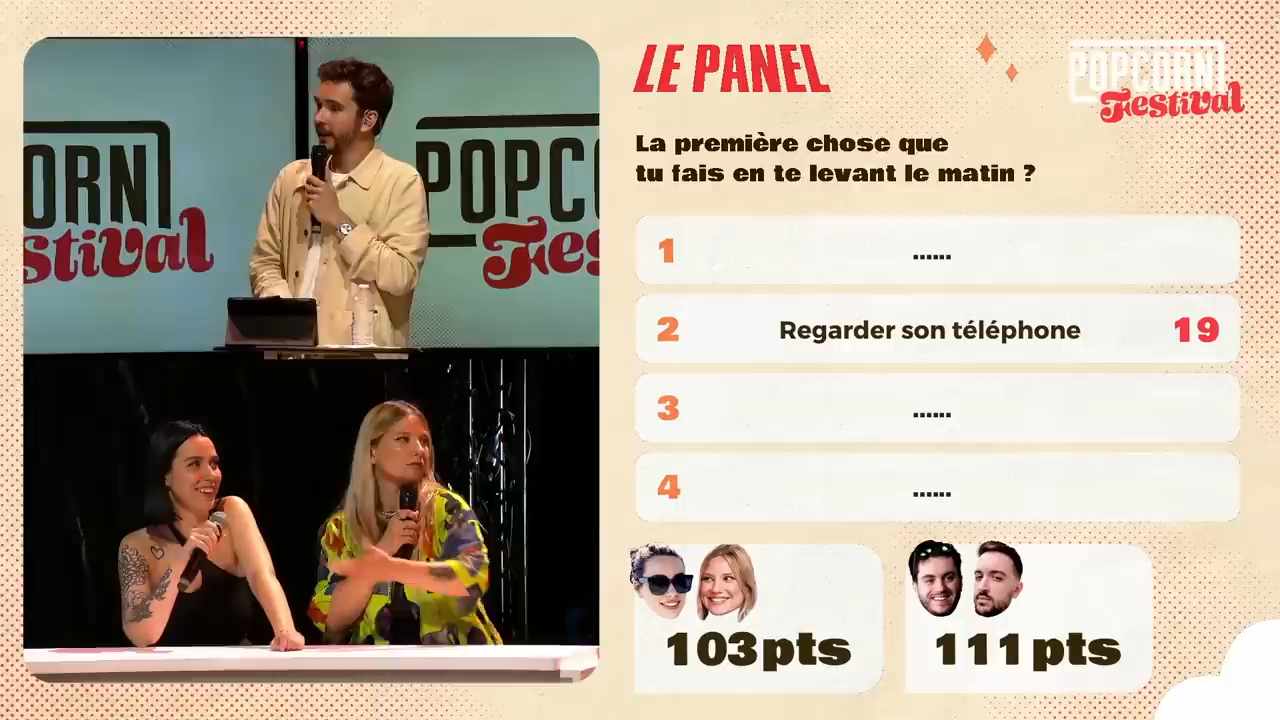 ORN
stival
POPCO
Fes
LE PANEL
POPCORN
Festival
La première chose que
tu fais en te levant le matin ?
1 ......
2 Regarder son téléphone 19
3 ......
4 ......
103pts
111pts